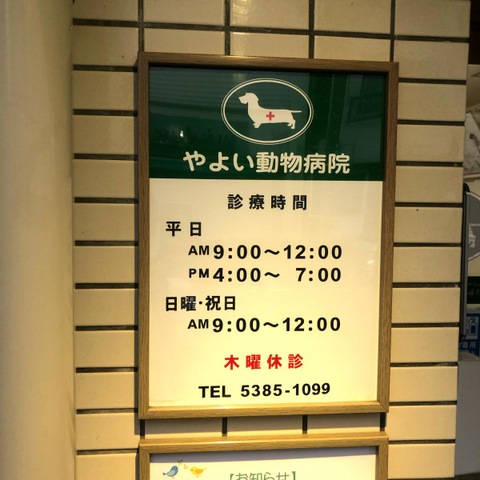 やよい動物病院
診療時間
平日
AM 9:00～12:00
PM 4:00～ 7:00
日曜・祝日
AM 9:00～12:00
木曜休診
TEL 5385-1099
【お知らせ】